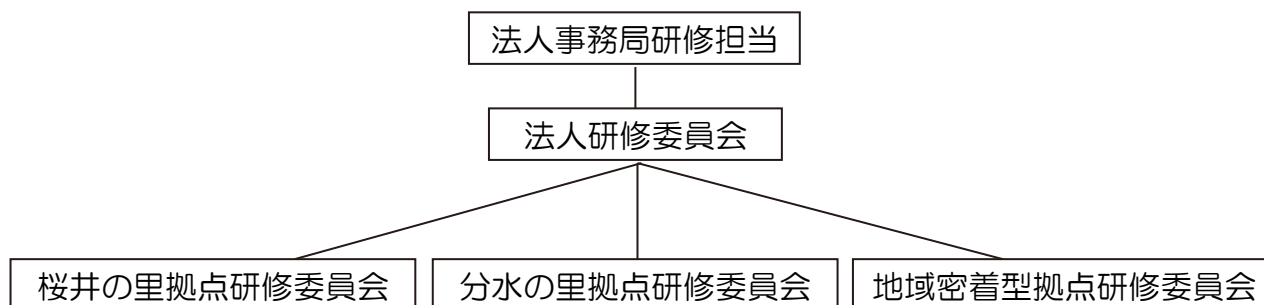 法人事務局研修担当
法人研修委員会
桜井の里拠点研修委員会
分水の里拠点研修委員会
地域密着型拠点研修委員会